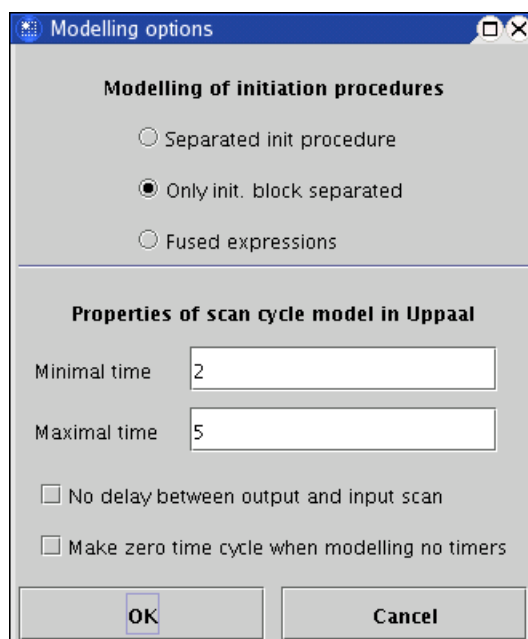 Modelling options
Modelling of initiation procedures
Separated init procedure
Only init. block separated
Fused expressions
Properties of scan cycle model in Uppaal
Minimal time 2
Maximal time 5
No delay between output and input scan
Make zero time cycle when modelling no timers
OK Cancel